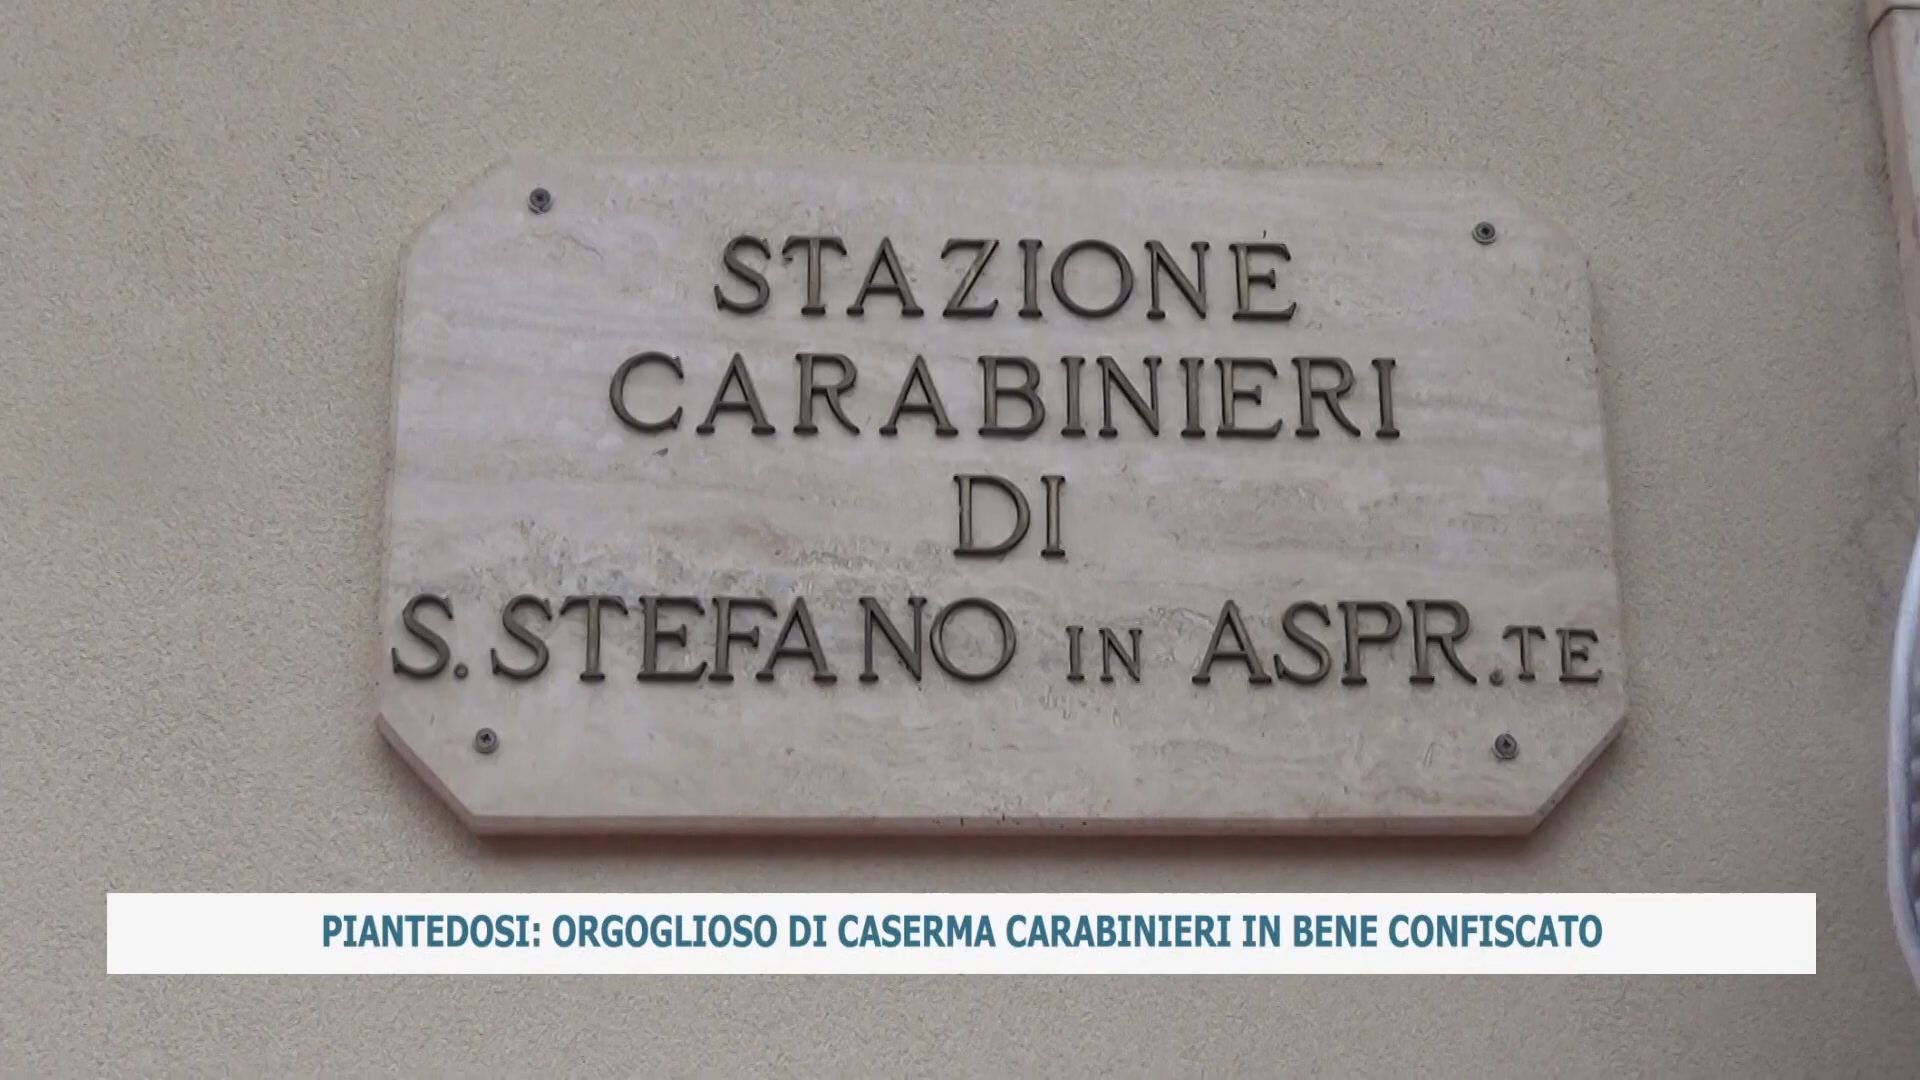 STAZIONE
CARABINIERI
DI
S. STEFANO IN ASPR.TE
PIANTEDOSI: ORGOGLIOSO DI CASERMA CARABINIERI IN BENE CONFISCATO